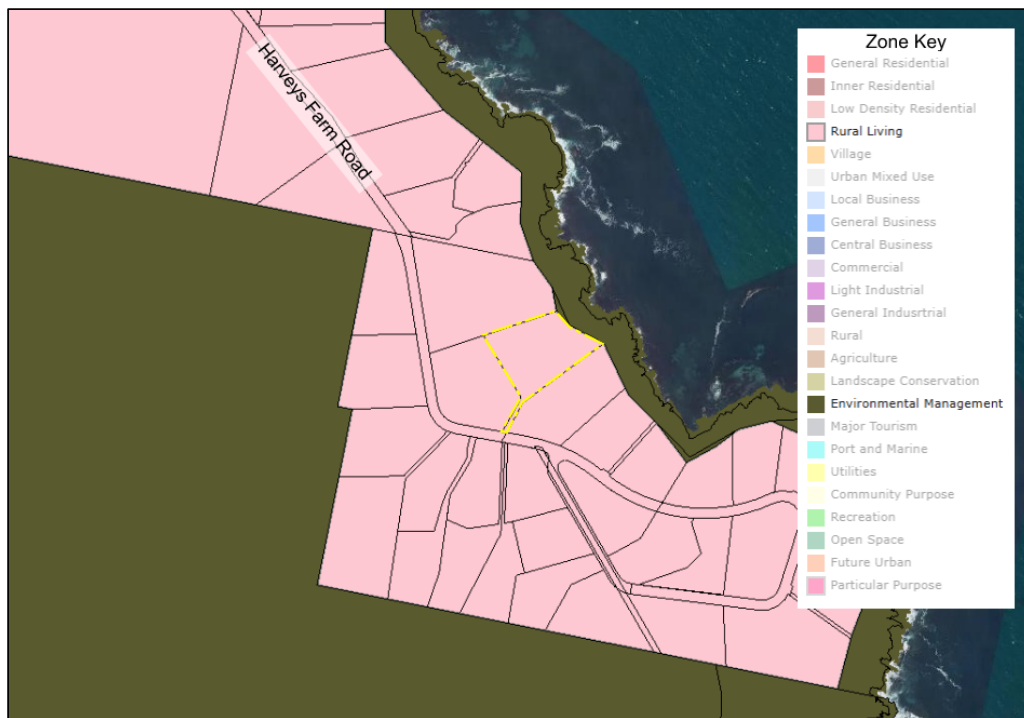 Harveys Farm Road
Zone Key
General Residential
Inner Residential
Low Density Residential
Rural Living
Village
Urban Mixed Use
Local Business
General Business
Central Business
Commercial
Light Industrial
General Indusrtrial
Rural
Agriculture
Landscape Conservation
Environmental Management
Major Tourism
Port and Marine
Utilities
Community Purpose
Recreation
Open Space
Future Urban
Particular Purpose